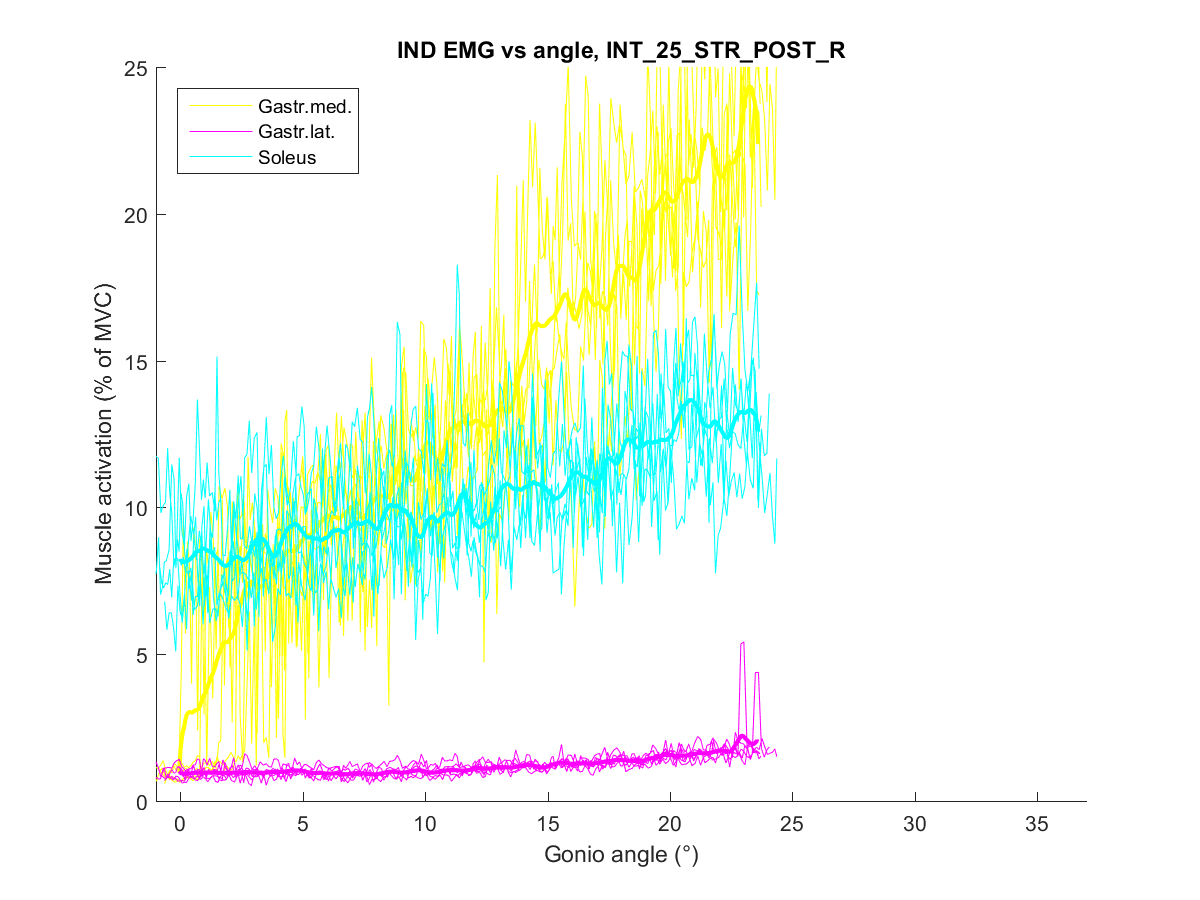 IND EMG vs angle, INT_25_STR_POST_R
25
20
15
10
5
0
Muscle activation (% of MVC)
Gastr.med.
Gastr.lat.
Soleus
0 5 10 15 20 25 30 35
Gonio angle (°)